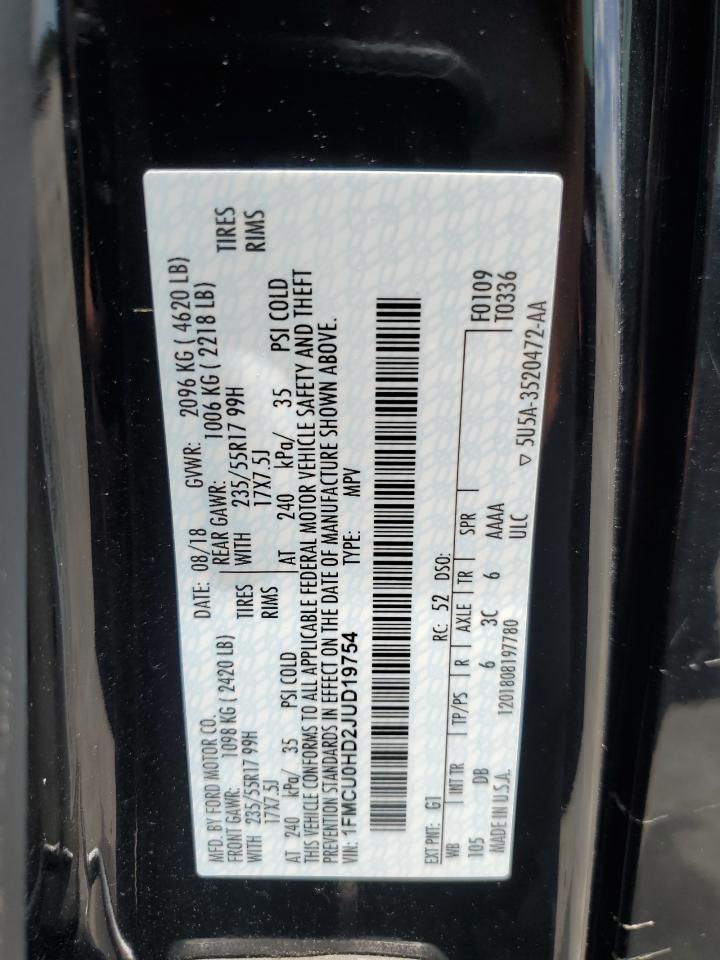 MFD. BY FORD MOTOR CO.
DATE: 08/18 GVWR: 2096 KG ( 4620 LB)
FRONT GAWR: 1098 KG ( 2420 LB) REAR GAWR: 1006 KG ( 2218 LB)
WITH 235/55R17 99H TIRES WITH 235/55R17 99H TIRES
17X7.5J RIMS 17X7.5J RIMS
AT 240 kPa/ 35 PSI COLD AT 240 kPa/ 35 PSI COLD
THIS VEHICLE CONFORMS TO ALL APPLICABLE FEDERAL MOTOR VEHICLE SAFETY AND THEFT
PREVENTION STANDARDS IN EFFECT ON THE DATE OF MANUFACTURE SHOWN ABOVE.
VIN: 1FMCU0HD2JUD19754 TYPE: MPV
EXT PNT: G1 RC: 52 DSO: F0109
WB INT TR TP/PS R AXLE TR SPR T0336
105 DB 6 3C 6 AAAA
MADE IN U.S.A. 1201808197780 ULC ▽ 5U5A-3520472-AA